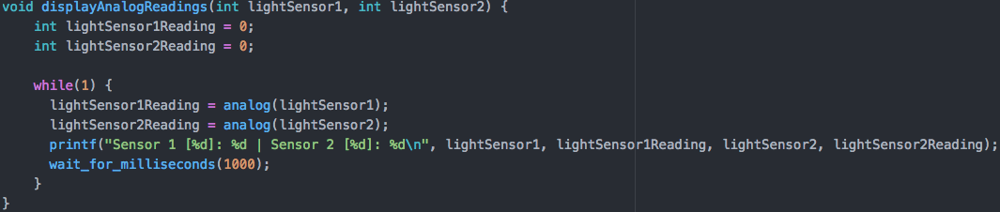 void displayAnalogReadings(int lightSensor1, int lightSensor2) {
    int lightSensor1Reading = 0;
    int lightSensor2Reading = 0;

    while(1) {
      lightSensor1Reading = analog(lightSensor1);
      lightSensor2Reading = analog(lightSensor2);
      printf("Sensor 1 [%d]: %d | Sensor 2 [%d]: %d\n", lightSensor1, lightSensor1Reading, lightSensor2, lightSensor2Reading);
      wait_for_milliseconds(1000);
    }
}